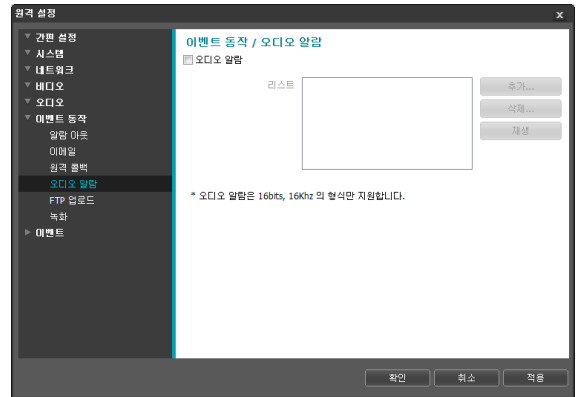 원격 설정
x
간편 설정
시스템
네트워크
비디오
오디오
이벤트 동작
알람 아웃
이메일
원격 콜백
오디오 알람
FTP 업로드
녹화
이벤트
이벤트 동작 / 오디오 알람
오디오 알람
리스트
추가...
삭제...
재생
* 오디오 알람은 16bits, 16Khz 의 형식만 지원합니다.
확인
취소
적용